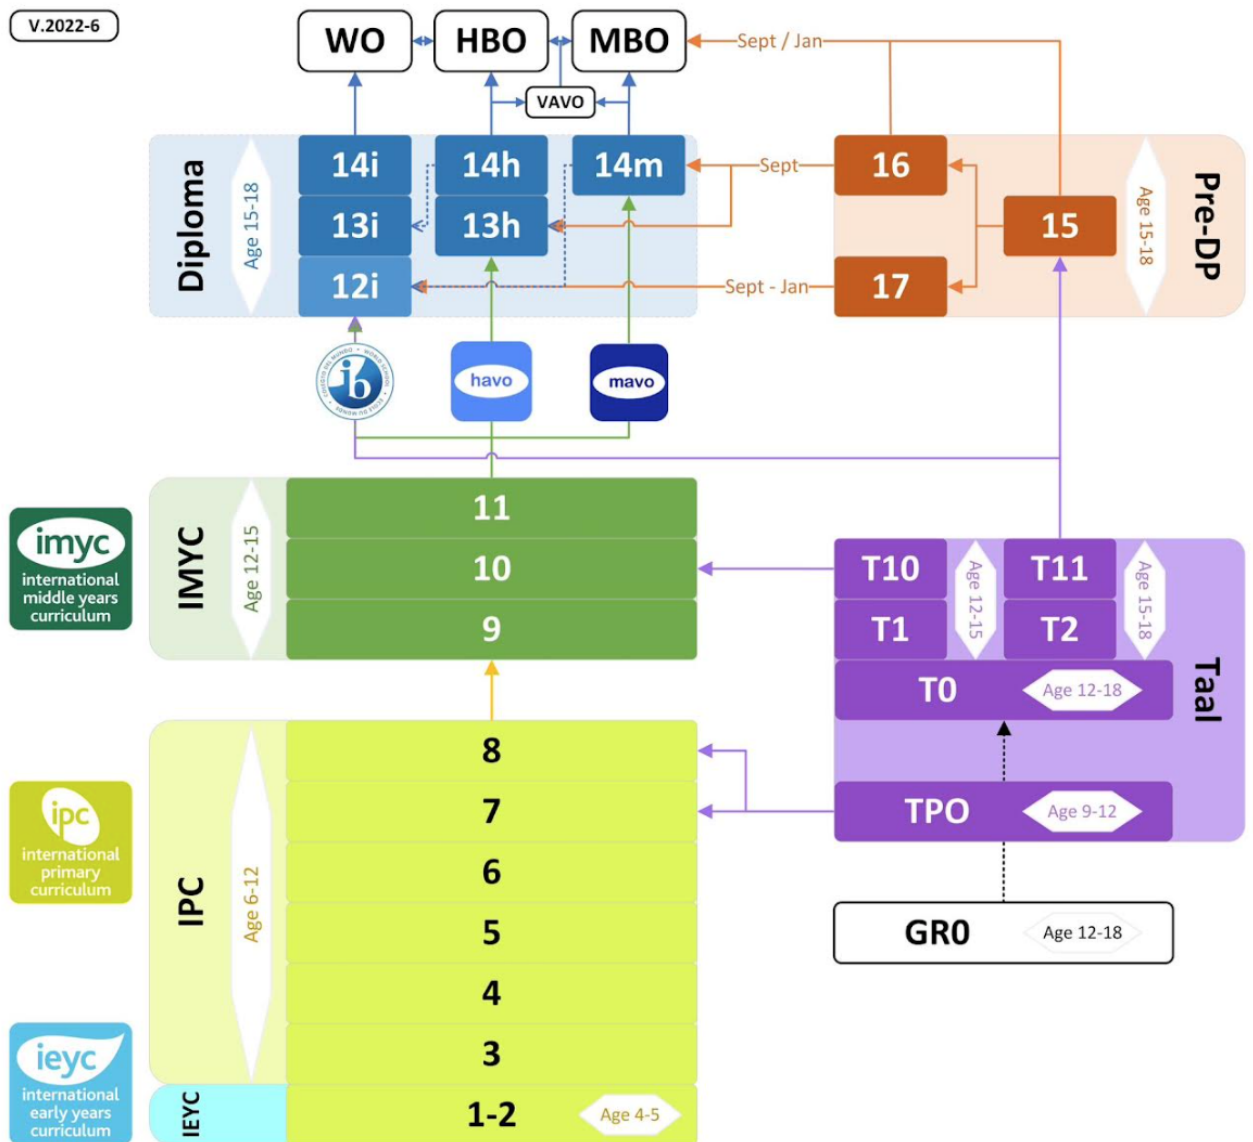 V.2022-6
WO
HBO
MBO
Sept / Jan
VAVO
Diploma
Age 15-18
14i
14h
14m
Sept
16
13i
13h
15
12i
Sept - Jan
17
Age 15-18
Pre-DP
ib
havo
mavo
imyc
international
middle years
curriculum
IMYC
Age 12-15
11
10
9
T10
Age 12-15
T11
Age 15-18
T1
T2
T0
Age 12-18
Taal
TPO
Age 9-12
GR0
Age 12-18
ipc
international
primary
curriculum
IPC
Age 6-12
8
7
6
5
4
3
ieyc
international
early years
curriculum
IEYC
1-2
Age 4-5